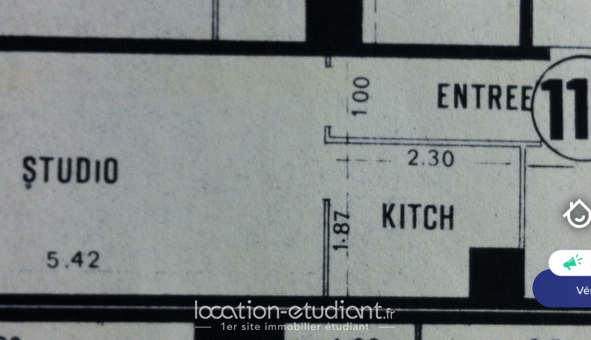 ENTREE
11
1 00
2.30
STUDIO
KITCH
1.87
5.42
location-etudiant.fr
1er site immobilier étudiant